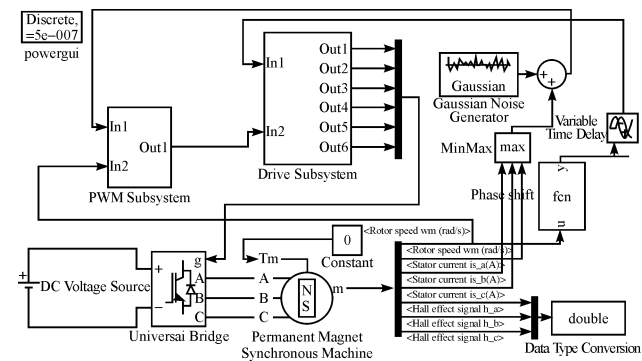 Discrete,
=5e−007
powergui
In1
In2
Out1
PWM Subsystem
In1
In2
Out1
Out2
Out3
Out4
Out5
Out6
Drive Subsystem
Gaussian
Gaussian Noise
Generator
++
Variable
Time Delay
MinMax
max
Phase shift
y
fcn
u
<Rotor speed wm (rad/s)>
0
Constant
<Rotor speed wm (rad/s)>
<Stator current is_a(A)>
<Stator current is_b(A)>
<Stator current is_c(A)>
<Hall effect signal h_a>
<Hall effect signal h_b>
<Hall effect signal h_c>
double
Data Type Conversion
+
DC Voltage Source
+
−
g
A
B
C
Universai Bridge
Tm
A
B
C
N
S
m
Permanent Magnet
Synchronous Machine